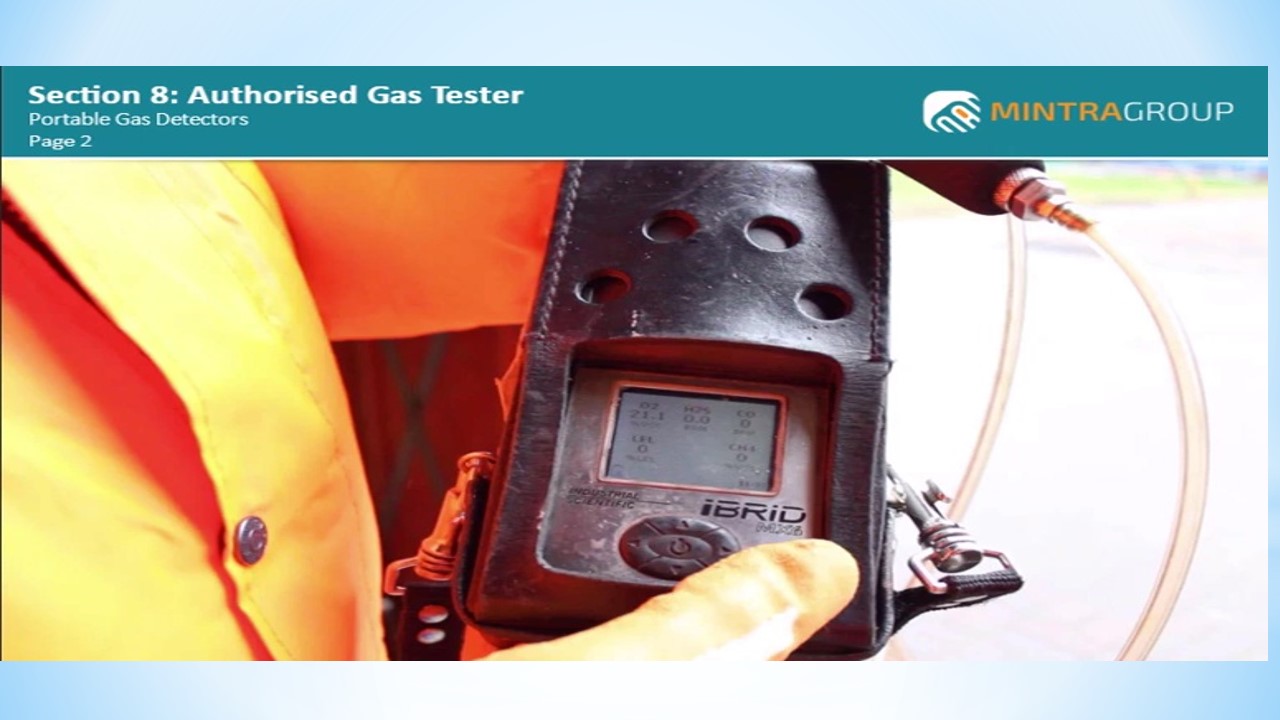 Section 8: Authorised Gas Tester
Portable Gas Detectors
Page 2
MINTRAGROUP
O2 H2S CO
21.1 0.0 0
LEL CH4
0 0
INDUSTRIAL
SCIENTIFIC
iBRiD
MX6